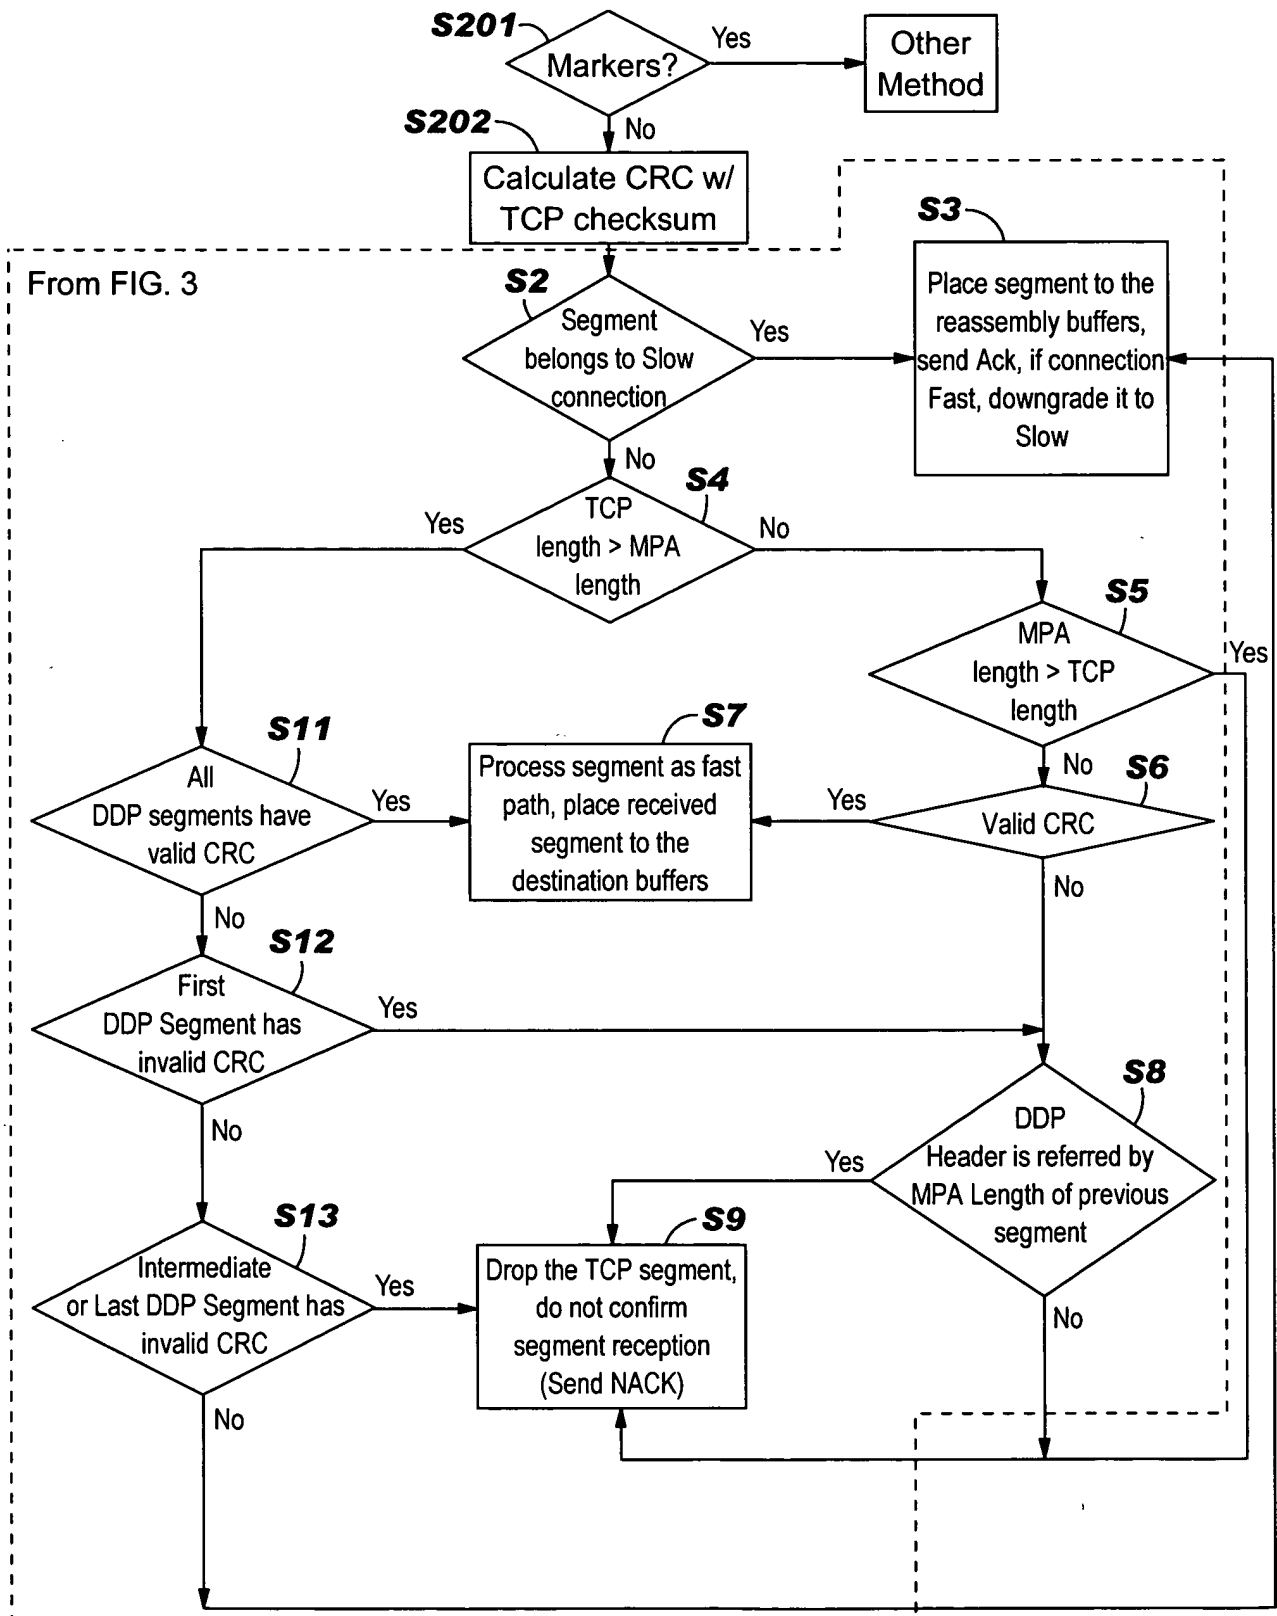 S201
Markers?
Yes
Other
Method
No
S202
Calculate CRC w/
TCP checksum
From FIG. 3
S2
Segment
belongs to Slow
connection
Yes
S3
Place segment to the
reassembly buffers,
send Ack, if connection
Fast, downgrade it to
Slow
No
S4
TCP
length > MPA
length
Yes
No
S5
MPA
length > TCP
length
Yes
No
S6
Valid CRC
Yes
No
S7
Process segment as fast
path, place received
segment to the
destination buffers
S11
All
DDP segments have
valid CRC
Yes
No
S12
First
DDP Segment has
invalid CRC
Yes
No
S8
DDP
Header is referred by
MPA Length of previous
segment
Yes
No
S13
Intermediate
or Last DDP Segment has
invalid CRC
Yes
No
S9
Drop the TCP segment,
do not confirm
segment reception
(Send NACK)